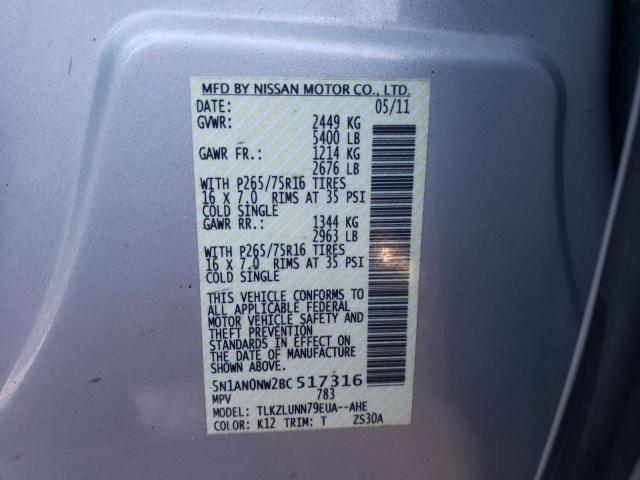 MFD BY NISSAN MOTOR CO., LTD.
DATE: 05/11
GVWR: 2449 KG
5400 LB
GAWR FR.: 1214 KG
2676 LB
WITH P265/75R16 TIRES
16 X 7.0 RIMS AT 35 PSI
COLD SINGLE
GAWR RR.: 1344 KG
2963 LB
WITH P265/75R16 TIRES
16 X 7.0 RIMS AT 35 PSI
COLD SINGLE
THIS VEHICLE CONFORMS TO
ALL APPLICABLE FEDERAL
MOTOR VEHICLE SAFETY AND
THEFT PREVENTION
STANDARDS IN EFFECT ON
THE DATE OF MANUFACTURE
SHOWN ABOVE.
5N1AN0NW2BC517316
MPV 783
MODEL: TLKZLUNN79EUA--AHE
COLOR: K12 TRIM: T ZS30A